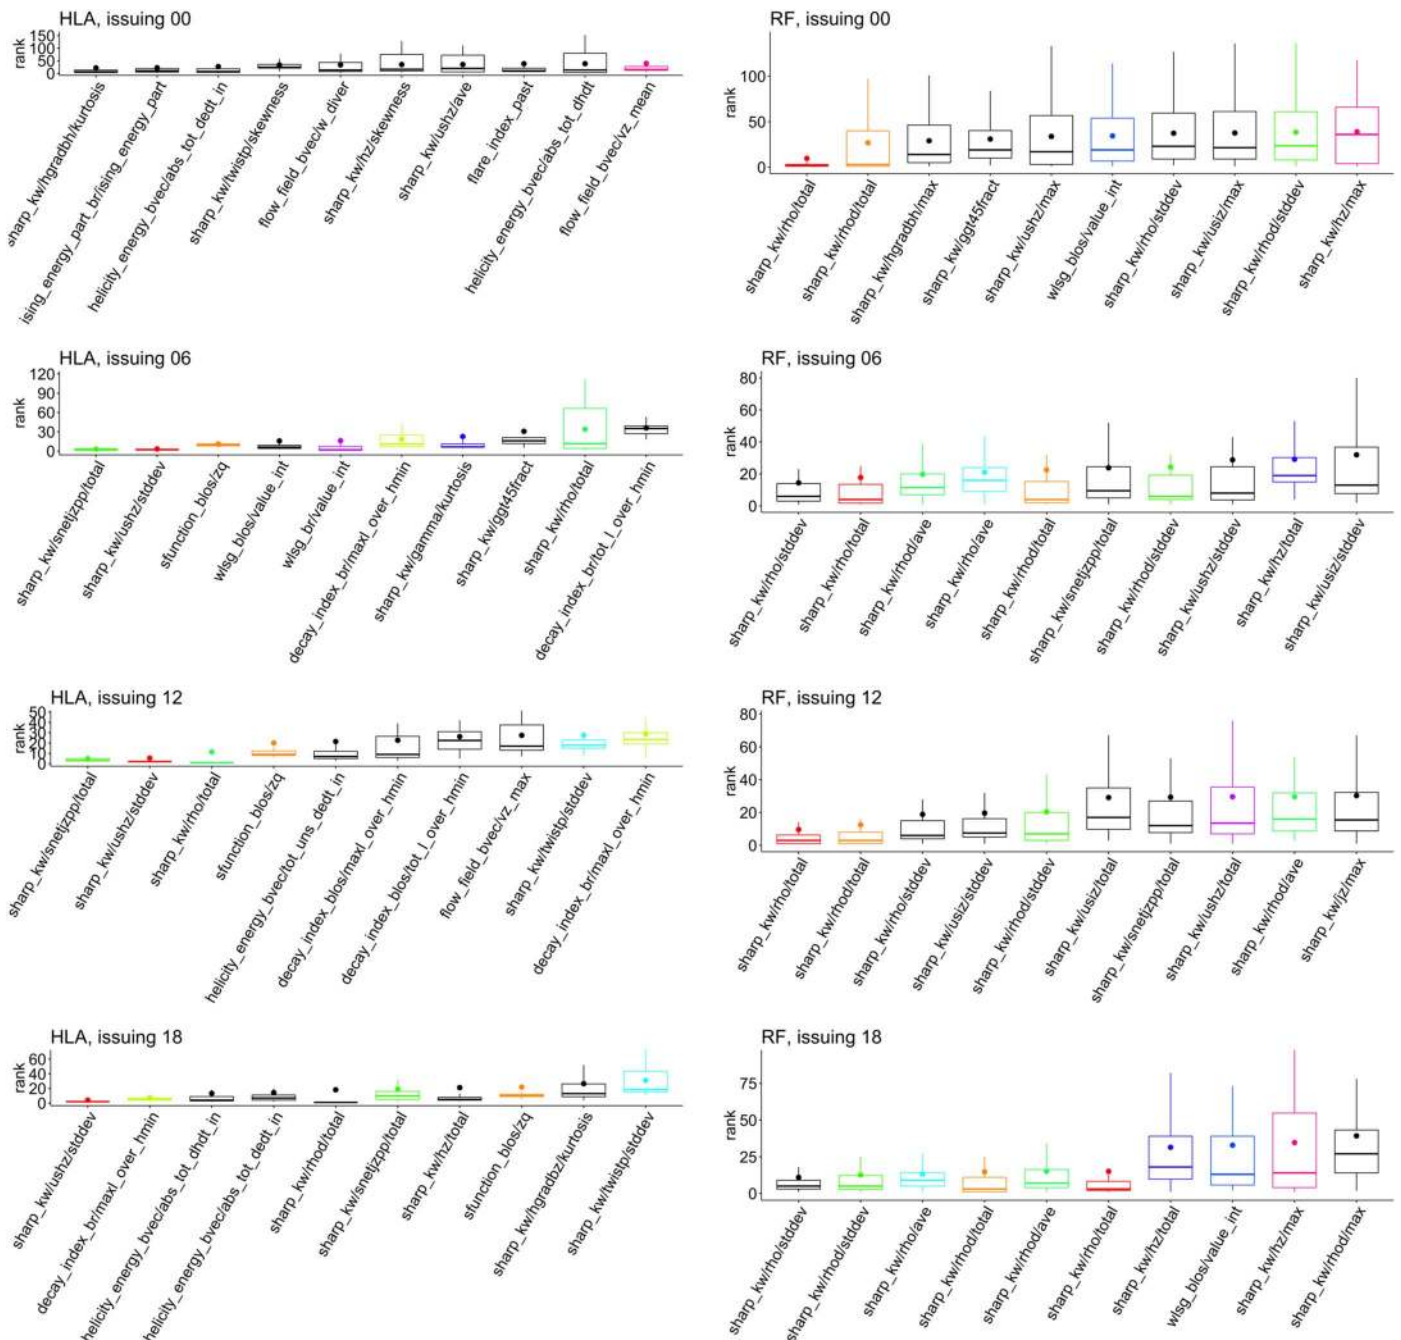 HLA, issuing 00
rank
150
100
50
0
sharp_kw/hgradbh/kurtosis
ising_energy_part_br/ising_energy_part
helicity_energy_bvec/abs_tot_dedt_in
sharp_kw/twistp/skewness
flow_field_bvec/w_diver
sharp_kw/hz/skewness
sharp_kw/ushz/ave
flare_index_past
helicity_energy_bvec/abs_tot_dhdt
flow_field_bvec/vz_mean
RF, issuing 00
rank
100
50
0
sharp_kw/rho/total
sharp_kw/rhod/total
sharp_kw/hgradbh/max
sharp_kw/ggt45fract
sharp_kw/ushz/max
wlsg_blos/value_int
sharp_kw/rho/stddev
sharp_kw/usiz/max
sharp_kw/rhod/stddev
sharp_kw/hz/max
HLA, issuing 06
rank
120
90
60
30
0
sharp_kw/snetjzpp/total
sharp_kw/ushz/stddev
sfunction_blos/zq
wlsg_blos/value_int
wlsg_br/value_int
decay_index_br/maxl_over_hmin
sharp_kw/gamma/kurtosis
sharp_kw/ggt45fract
sharp_kw/rho/total
decay_index_br/tot_l_over_hmin
RF, issuing 06
rank
80
60
40
20
0
sharp_kw/rho/stddev
sharp_kw/rho/total
sharp_kw/rhod/ave
sharp_kw/rho/ave
sharp_kw/rhod/total
sharp_kw/snetjzpp/total
sharp_kw/rhod/stddev
sharp_kw/ushz/stddev
sharp_kw/hz/total
sharp_kw/usiz/stddev
HLA, issuing 12
rank
50
40
30
20
10
0
sharp_kw/snetjzpp/total
sharp_kw/ushz/stddev
sharp_kw/rho/total
sfunction_blos/zq
helicity_energy_bvec/tot_uns_dedt_in
decay_index_blos/maxl_over_hmin
decay_index_blos/tot_l_over_hmin
flow_field_bvec/vz_max
sharp_kw/twistp/stddev
decay_index_br/maxl_over_hmin
RF, issuing 12
rank
80
60
40
20
0
sharp_kw/rho/total
sharp_kw/rhod/total
sharp_kw/rho/stddev
sharp_kw/usiz/stddev
sharp_kw/rhod/stddev
sharp_kw/usiz/total
sharp_kw/snetjzpp/total
sharp_kw/ushz/total
sharp_kw/rhod/ave
sharp_kw/jz/max
HLA, issuing 18
rank
60
40
20
0
sharp_kw/ushz/stddev
decay_index_br/maxl_over_hmin
helicity_energy_bvec/abs_tot_dhdt_in
helicity_energy_bvec/abs_tot_dedt_in
sharp_kw/rhod/total
sharp_kw/snetjzpp/total
sharp_kw/hz/total
sfunction_blos/zq
sharp_kw/hgradbz/kurtosis
sharp_kw/twistp/stddev
RF, issuing 18
rank
75
50
25
0
sharp_kw/rho/stddev
sharp_kw/rhod/stddev
sharp_kw/rho/ave
sharp_kw/rhod/total
sharp_kw/rhod/ave
sharp_kw/rho/total
sharp_kw/hz/total
wlsg_blos/value_int
sharp_kw/hz/max
sharp_kw/rhod/max